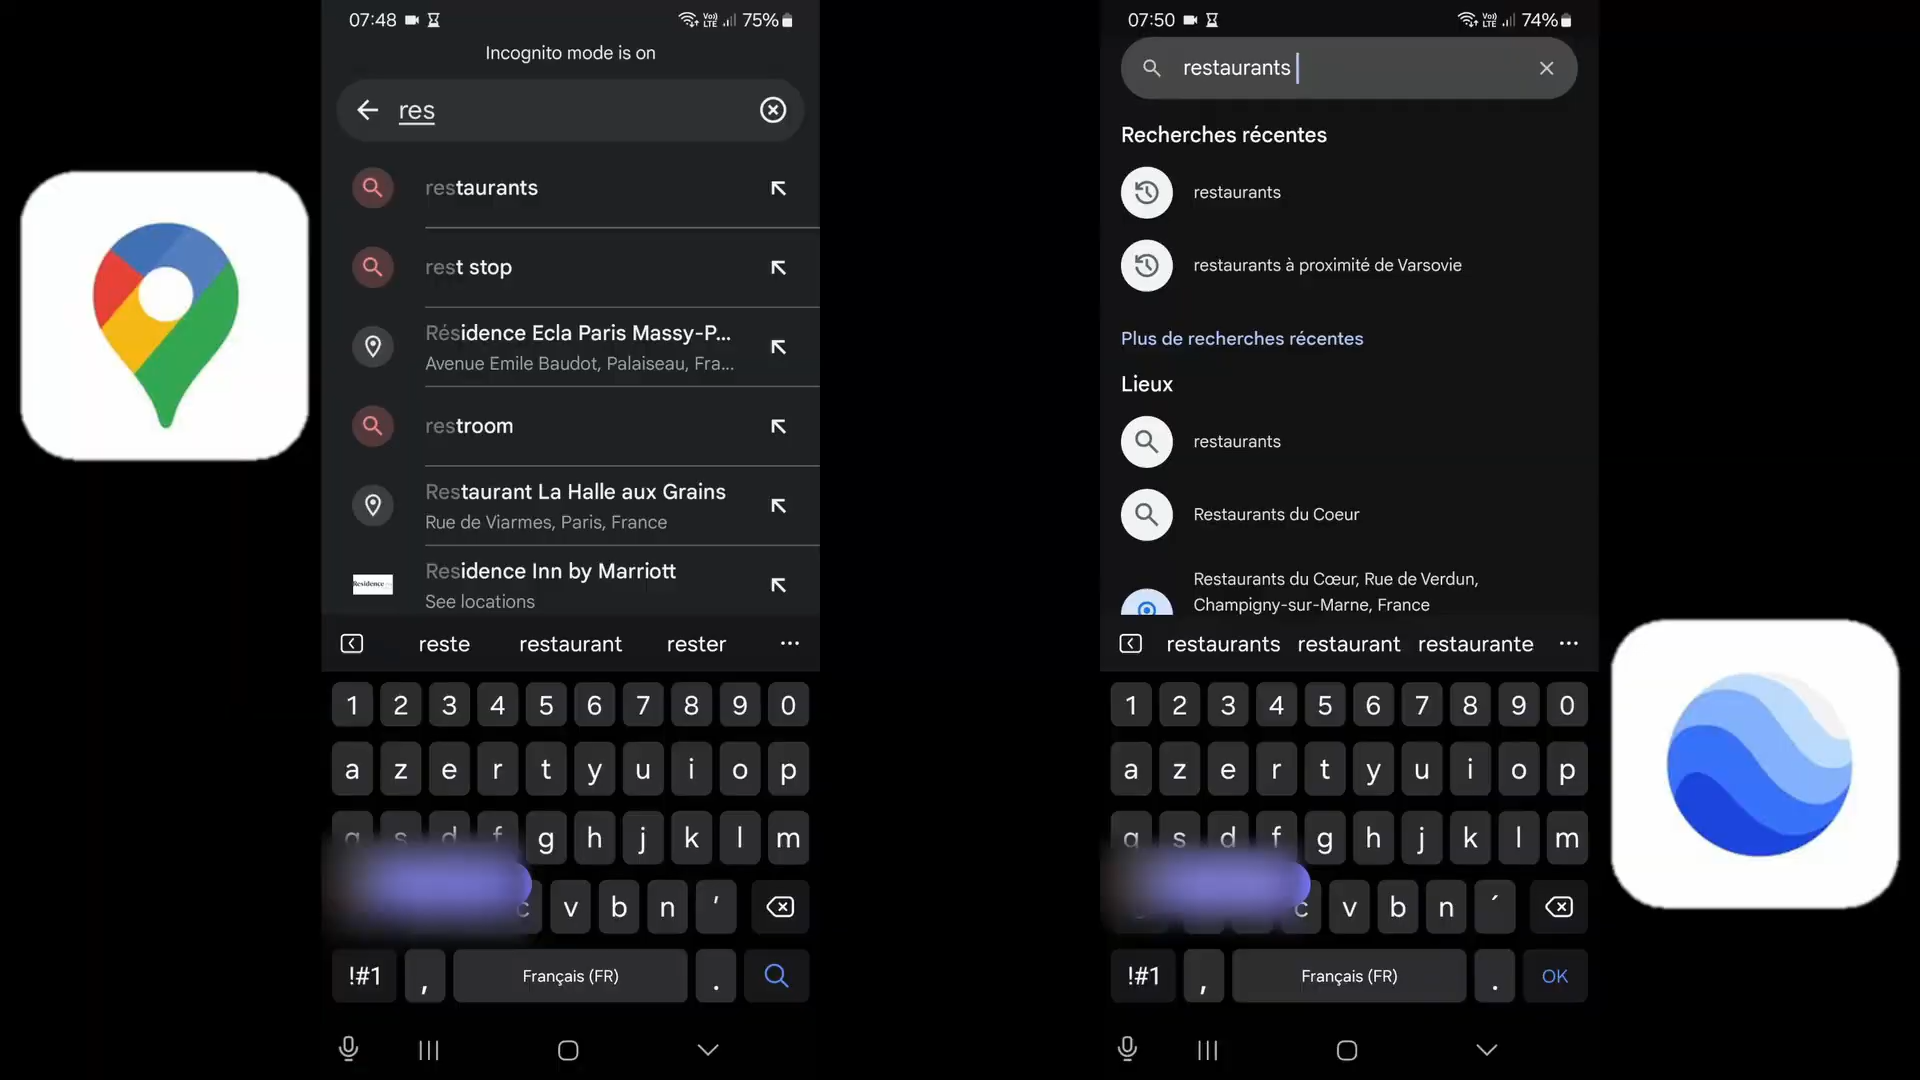 07:48
Vo)) LTE
75%
Incognito mode is on
res
restaurants
rest stop
Résidence Ecla Paris Massy-P...
Avenue Emile Baudot, Palaiseau, Fra...
restroom
Restaurant La Halle aux Grains
Rue de Viarmes, Paris, France
Residence
Residence Inn by Marriott
See locations
reste restaurant rester ...
1 2 3 4 5 6 7 8 9 0
a z e r t y u i o p
q s d f g h j k l m
c v b n '
!#1 , Français (FR) .
07:50
Vo)) LTE
74%
restaurants
Recherches récentes
restaurants
restaurants à proximité de Varsovie
Plus de recherches récentes
Lieux
restaurants
Restaurants du Coeur
Restaurants du Cœur, Rue de Verdun,
Champigny-sur-Marne, France
restaurants restaurant restaurante ...
1 2 3 4 5 6 7 8 9 0
a z e r t y u i o p
q s d f g h j k l m
c v b n ´
!#1 , Français (FR) . OK